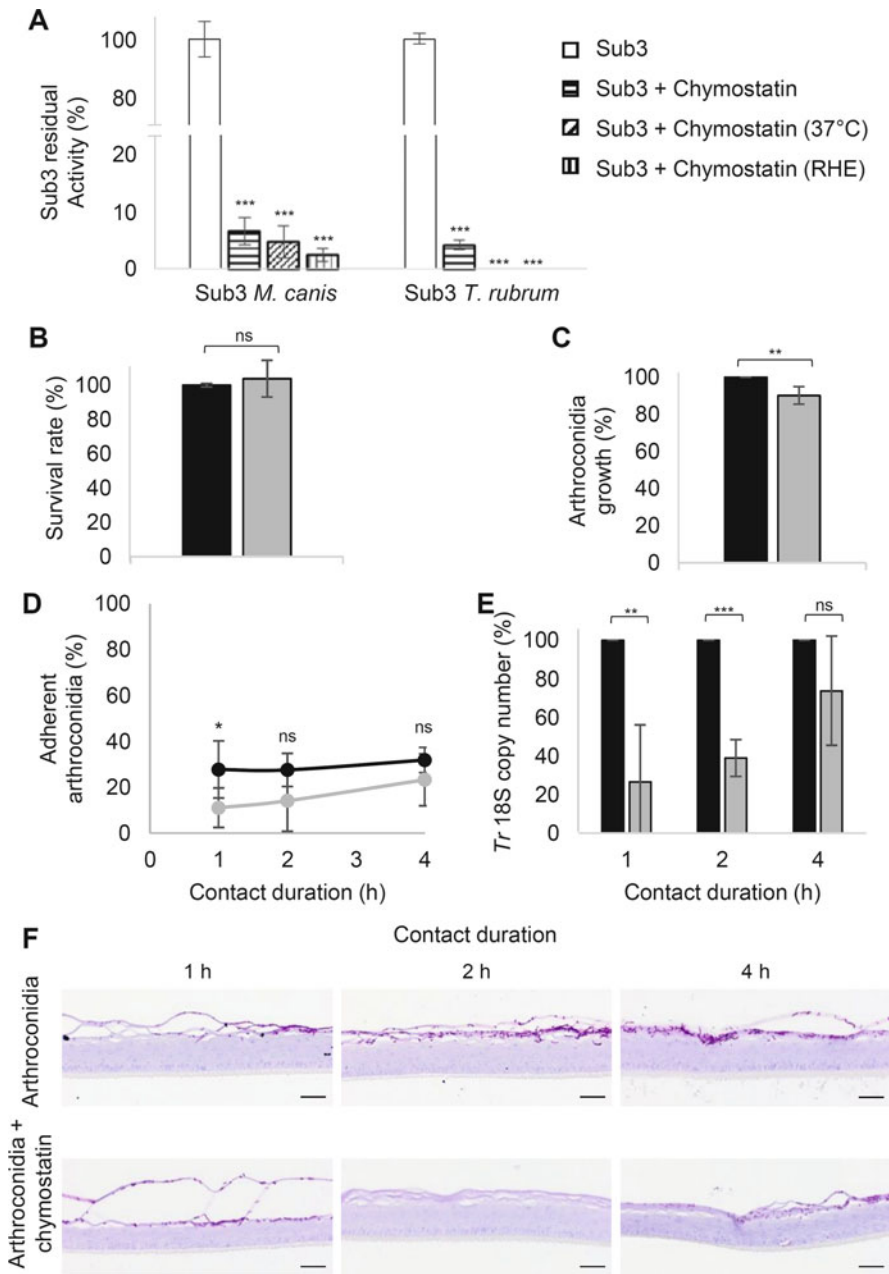 A
Sub3 residual
Activity (%)
100
80
20
10
0
*** *** ***
***
*** ***
Sub3 M. canis
Sub3 T. rubrum
Sub3
Sub3 + Chymostatin
Sub3 + Chymostatin (37°C)
Sub3 + Chymostatin (RHE)
B
Survival rate (%)
100
80
60
40
20
0
ns
C
Arthroconidia
growth (%)
100
80
60
40
20
0
**
D
Adherent
arthroconidia (%)
100
80
60
40
20
0
* ns ns
0 1 2 3 4
Contact duration (h)
E
Tr 18S copy number (%)
100
80
60
40
20
0
** *** ns
1 2 4
Contact duration (h)
F
Contact duration
1 h 2 h 4 h
Arthroconidia
Arthroconidia +
chymostatin